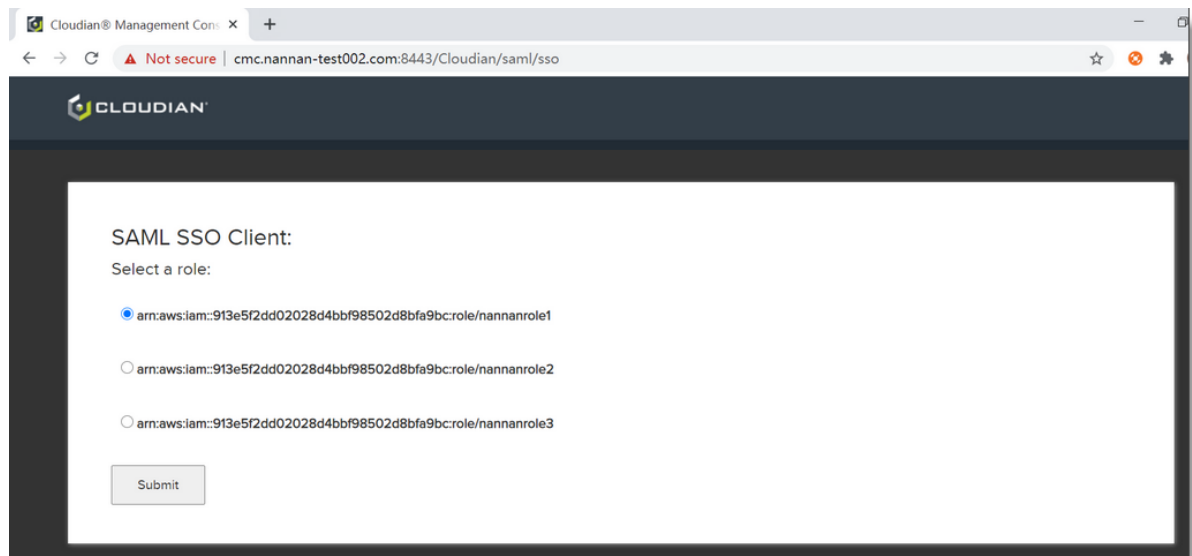 Cloudian® Management Cons
Not secure | cmc.nannan-test002.com:8443/Cloudian/saml/sso
CLOUDIAN
SAML SSO Client:
Select a role:
arn:aws:iam::913e5f2dd02028d4bbf98502d8bfa9bc:role/nannanrole1
arn:aws:iam::913e5f2dd02028d4bbf98502d8bfa9bc:role/nannanrole2
arn:aws:iam::913e5f2dd02028d4bbf98502d8bfa9bc:role/nannanrole3
Submit